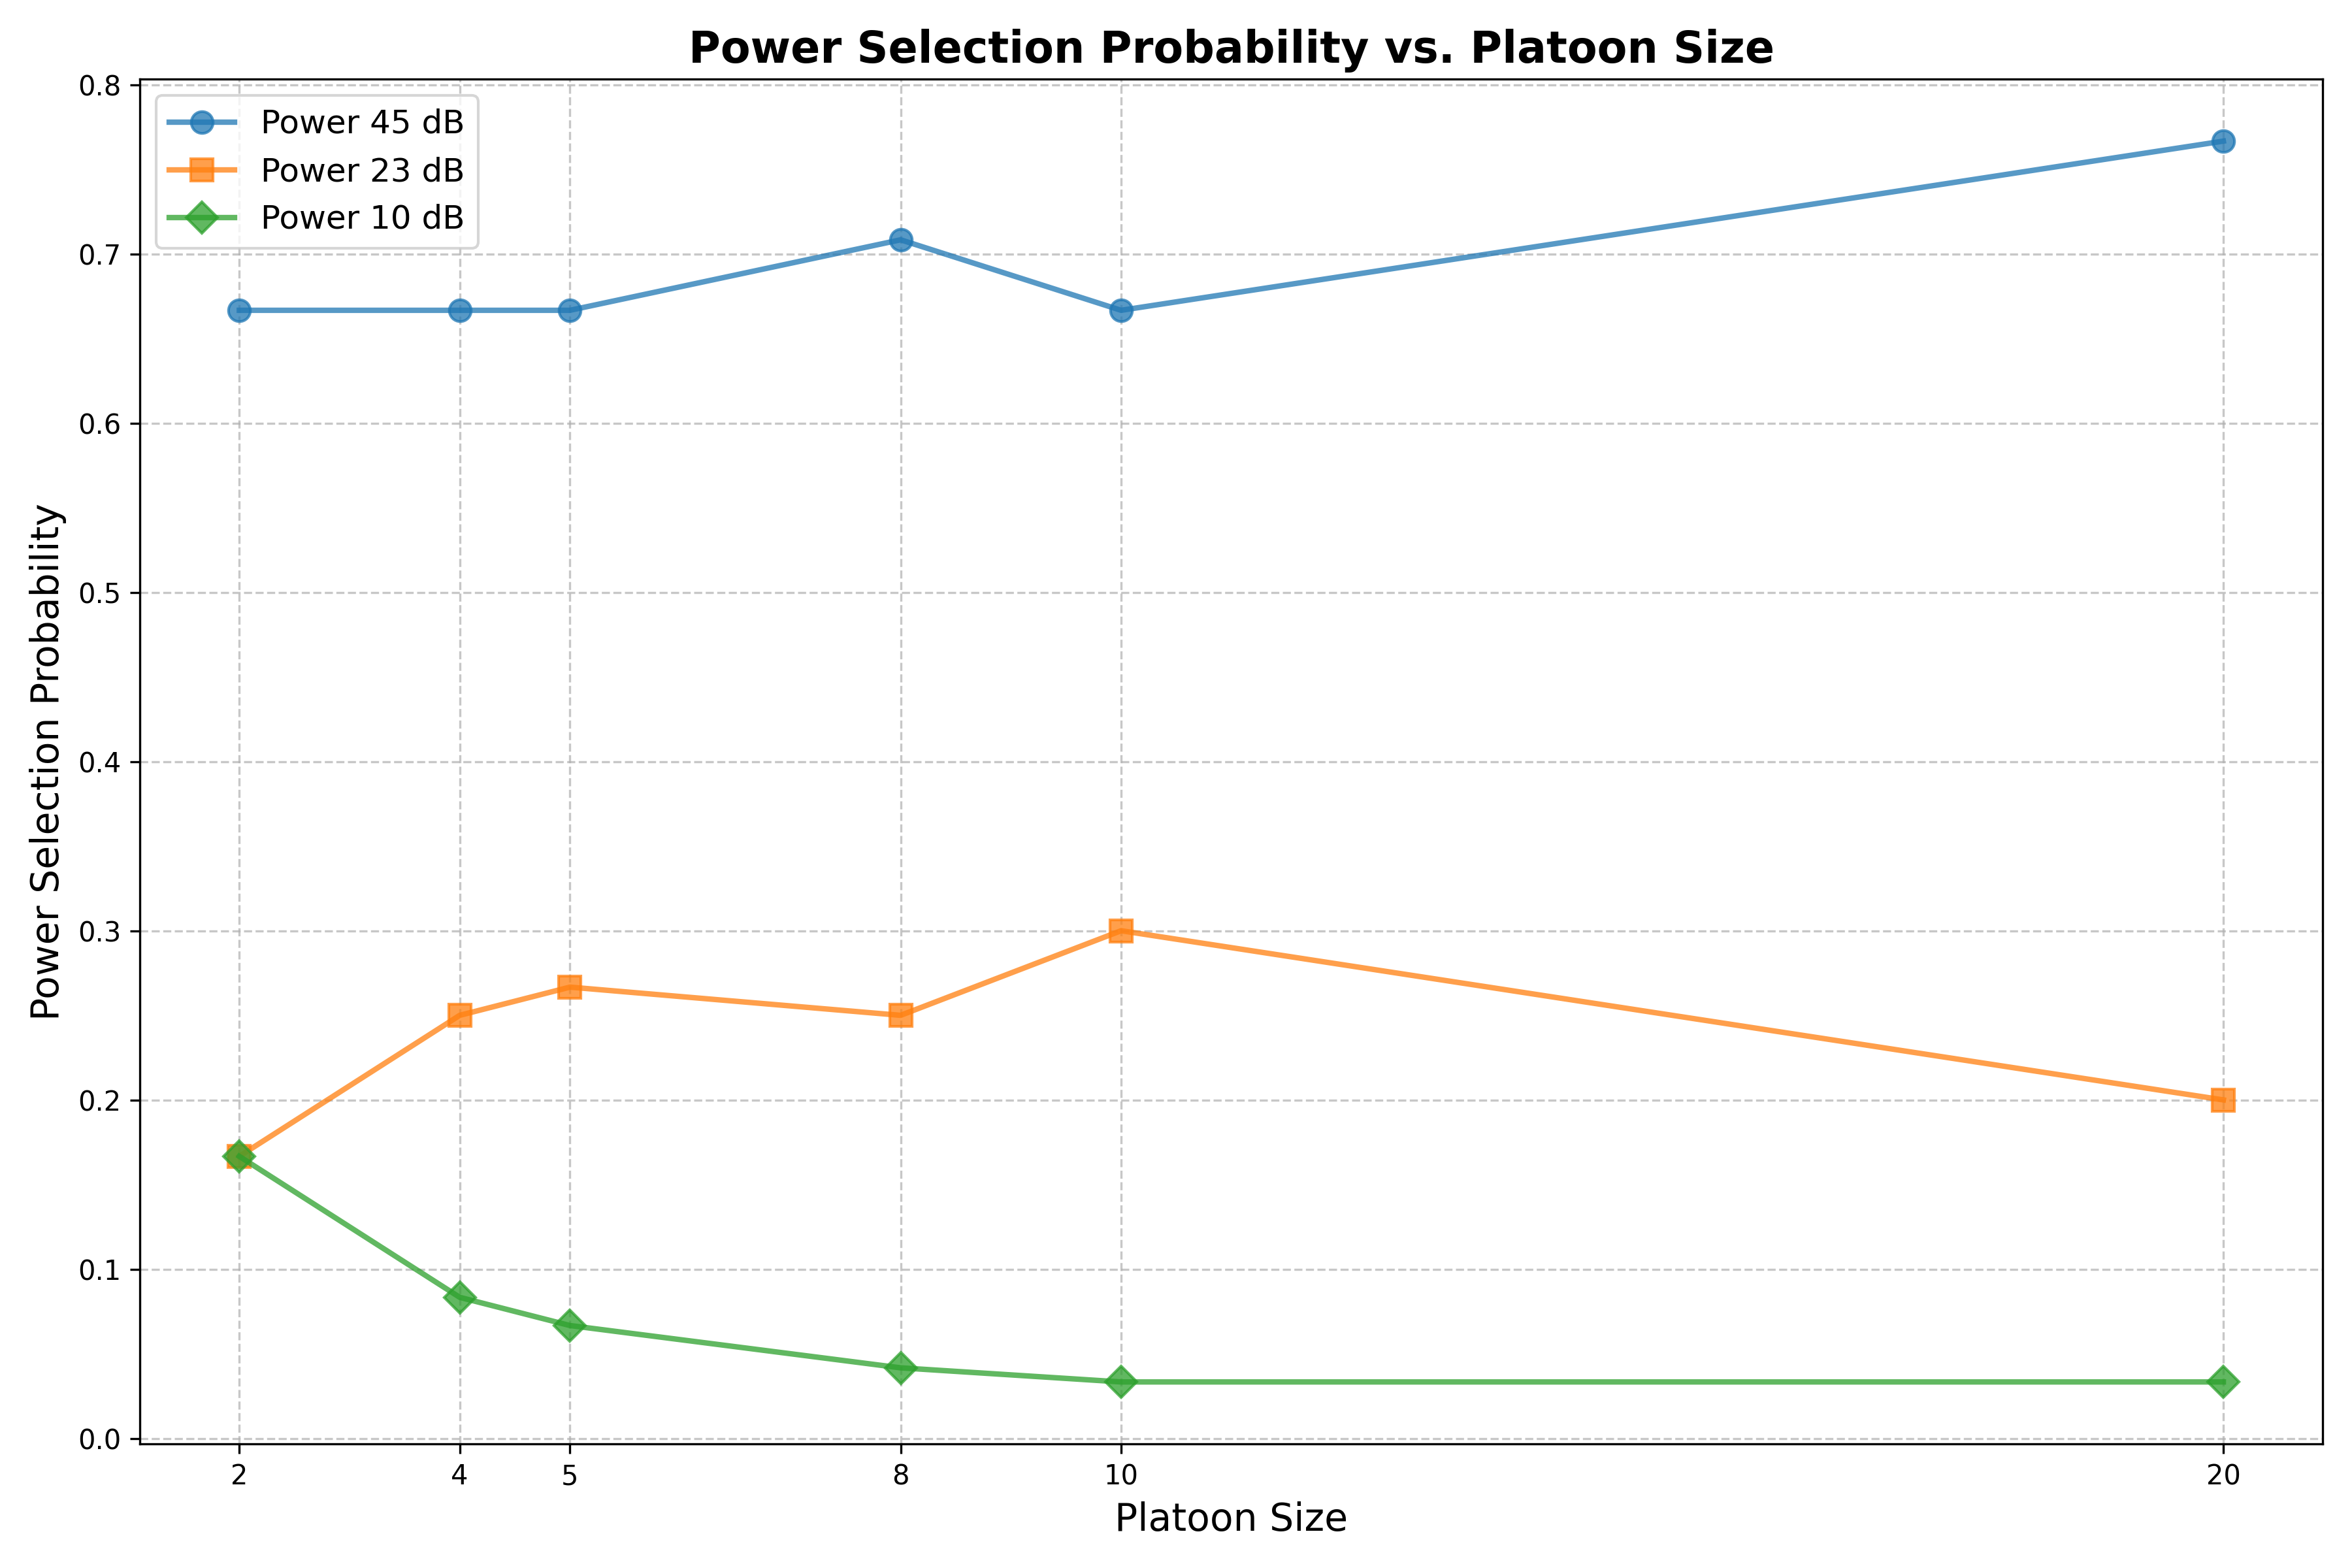 Power Selection Probability vs. Platoon Size
Power 45 dB
Power 23 dB
Power 10 dB
Power Selection Probability
0.8
0.7
0.6
0.5
0.4
0.3
0.2
0.1
0.0
2 4 5 8 10 20
Platoon Size